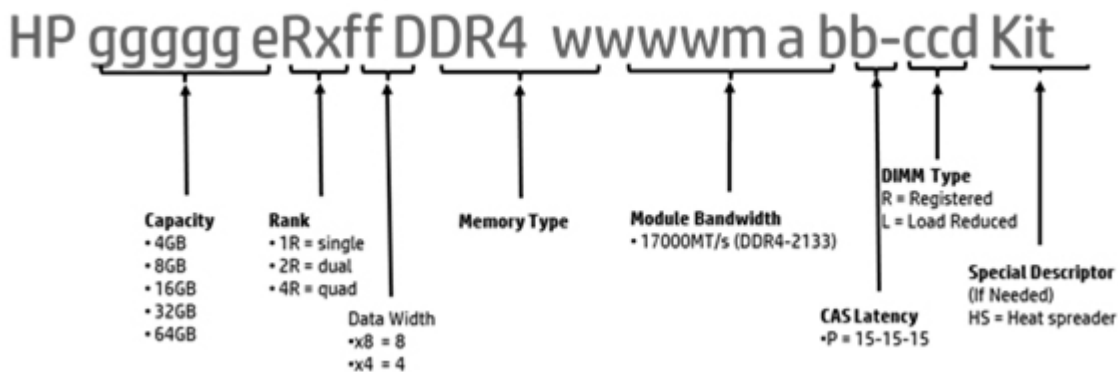 HP ggggg eRxff DDR4 wwwwm a bb-ccd Kit
Capacity
• 4GB
• 8GB
• 16GB
• 32GB
• 64GB
Rank
• 1R = single
• 2R = dual
• 4R = quad
Data Width
•x8 = 8
•x4 = 4
Memory Type
Module Bandwidth
• 17000MT/s (DDR4-2133)
CAS Latency
•P = 15-15-15
DIMM Type
R = Registered
L = Load Reduced
Special Descriptor
(If Needed)
HS = Heat spreader